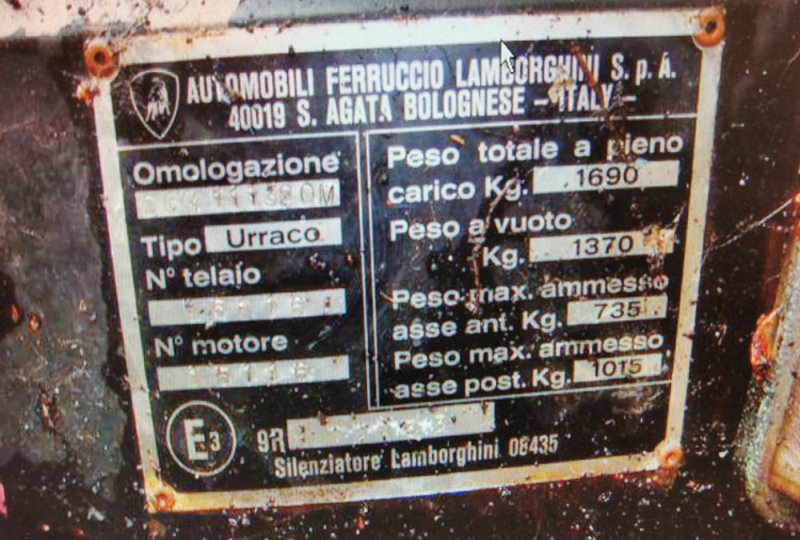 AUTOMOBILI FERRUCCIO LAMBORGHINI S.p.A.
40019 S. AGATA BOLOGNESE - ITALY -
Omologazione
Tipo Urraco
N° telaio
N° motore
E3
9R
Peso totale a pieno
carico Kg. 1690
Peso a vuoto
Kg. 1370
Peso max. ammesso
asse ant. Kg. 735
Peso max. ammesso
asse post. Kg. 1015
Silenziatore Lamborghini 08435